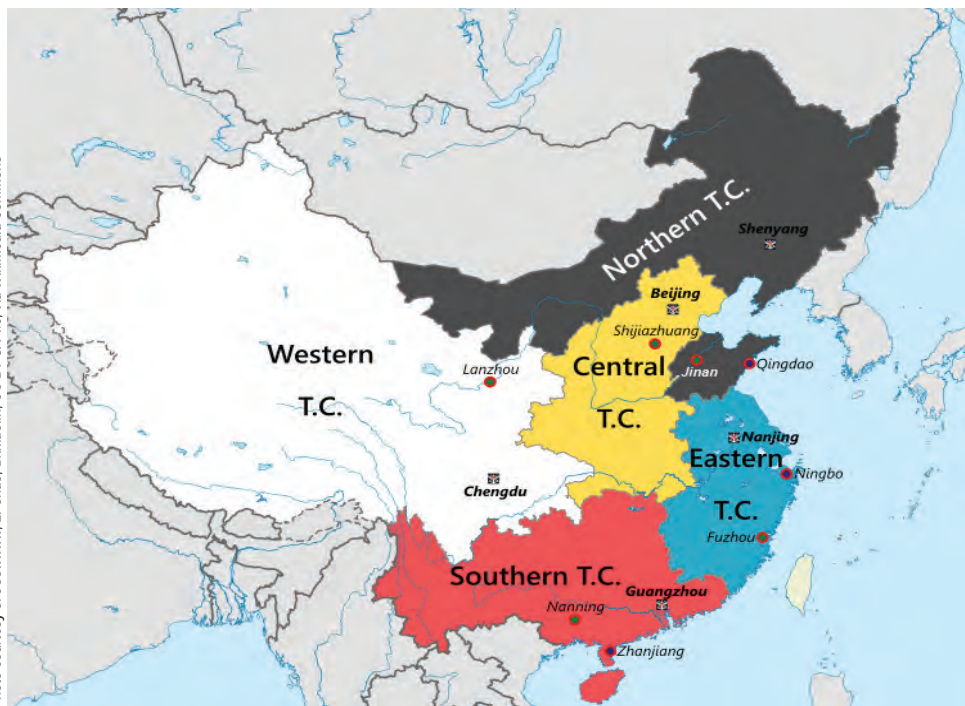 Northern T.C.
Shenyang
Beijing
Shijiazhuang
Western
T.C.
Central
T.C.
Lanzhou
Jinan
Qingdao
Nanjing
Eastern
T.C.
Ningbo
Chengdu
Fuzhou
Southern T.C.
Guangzhou
Nanning
Zhanjiang